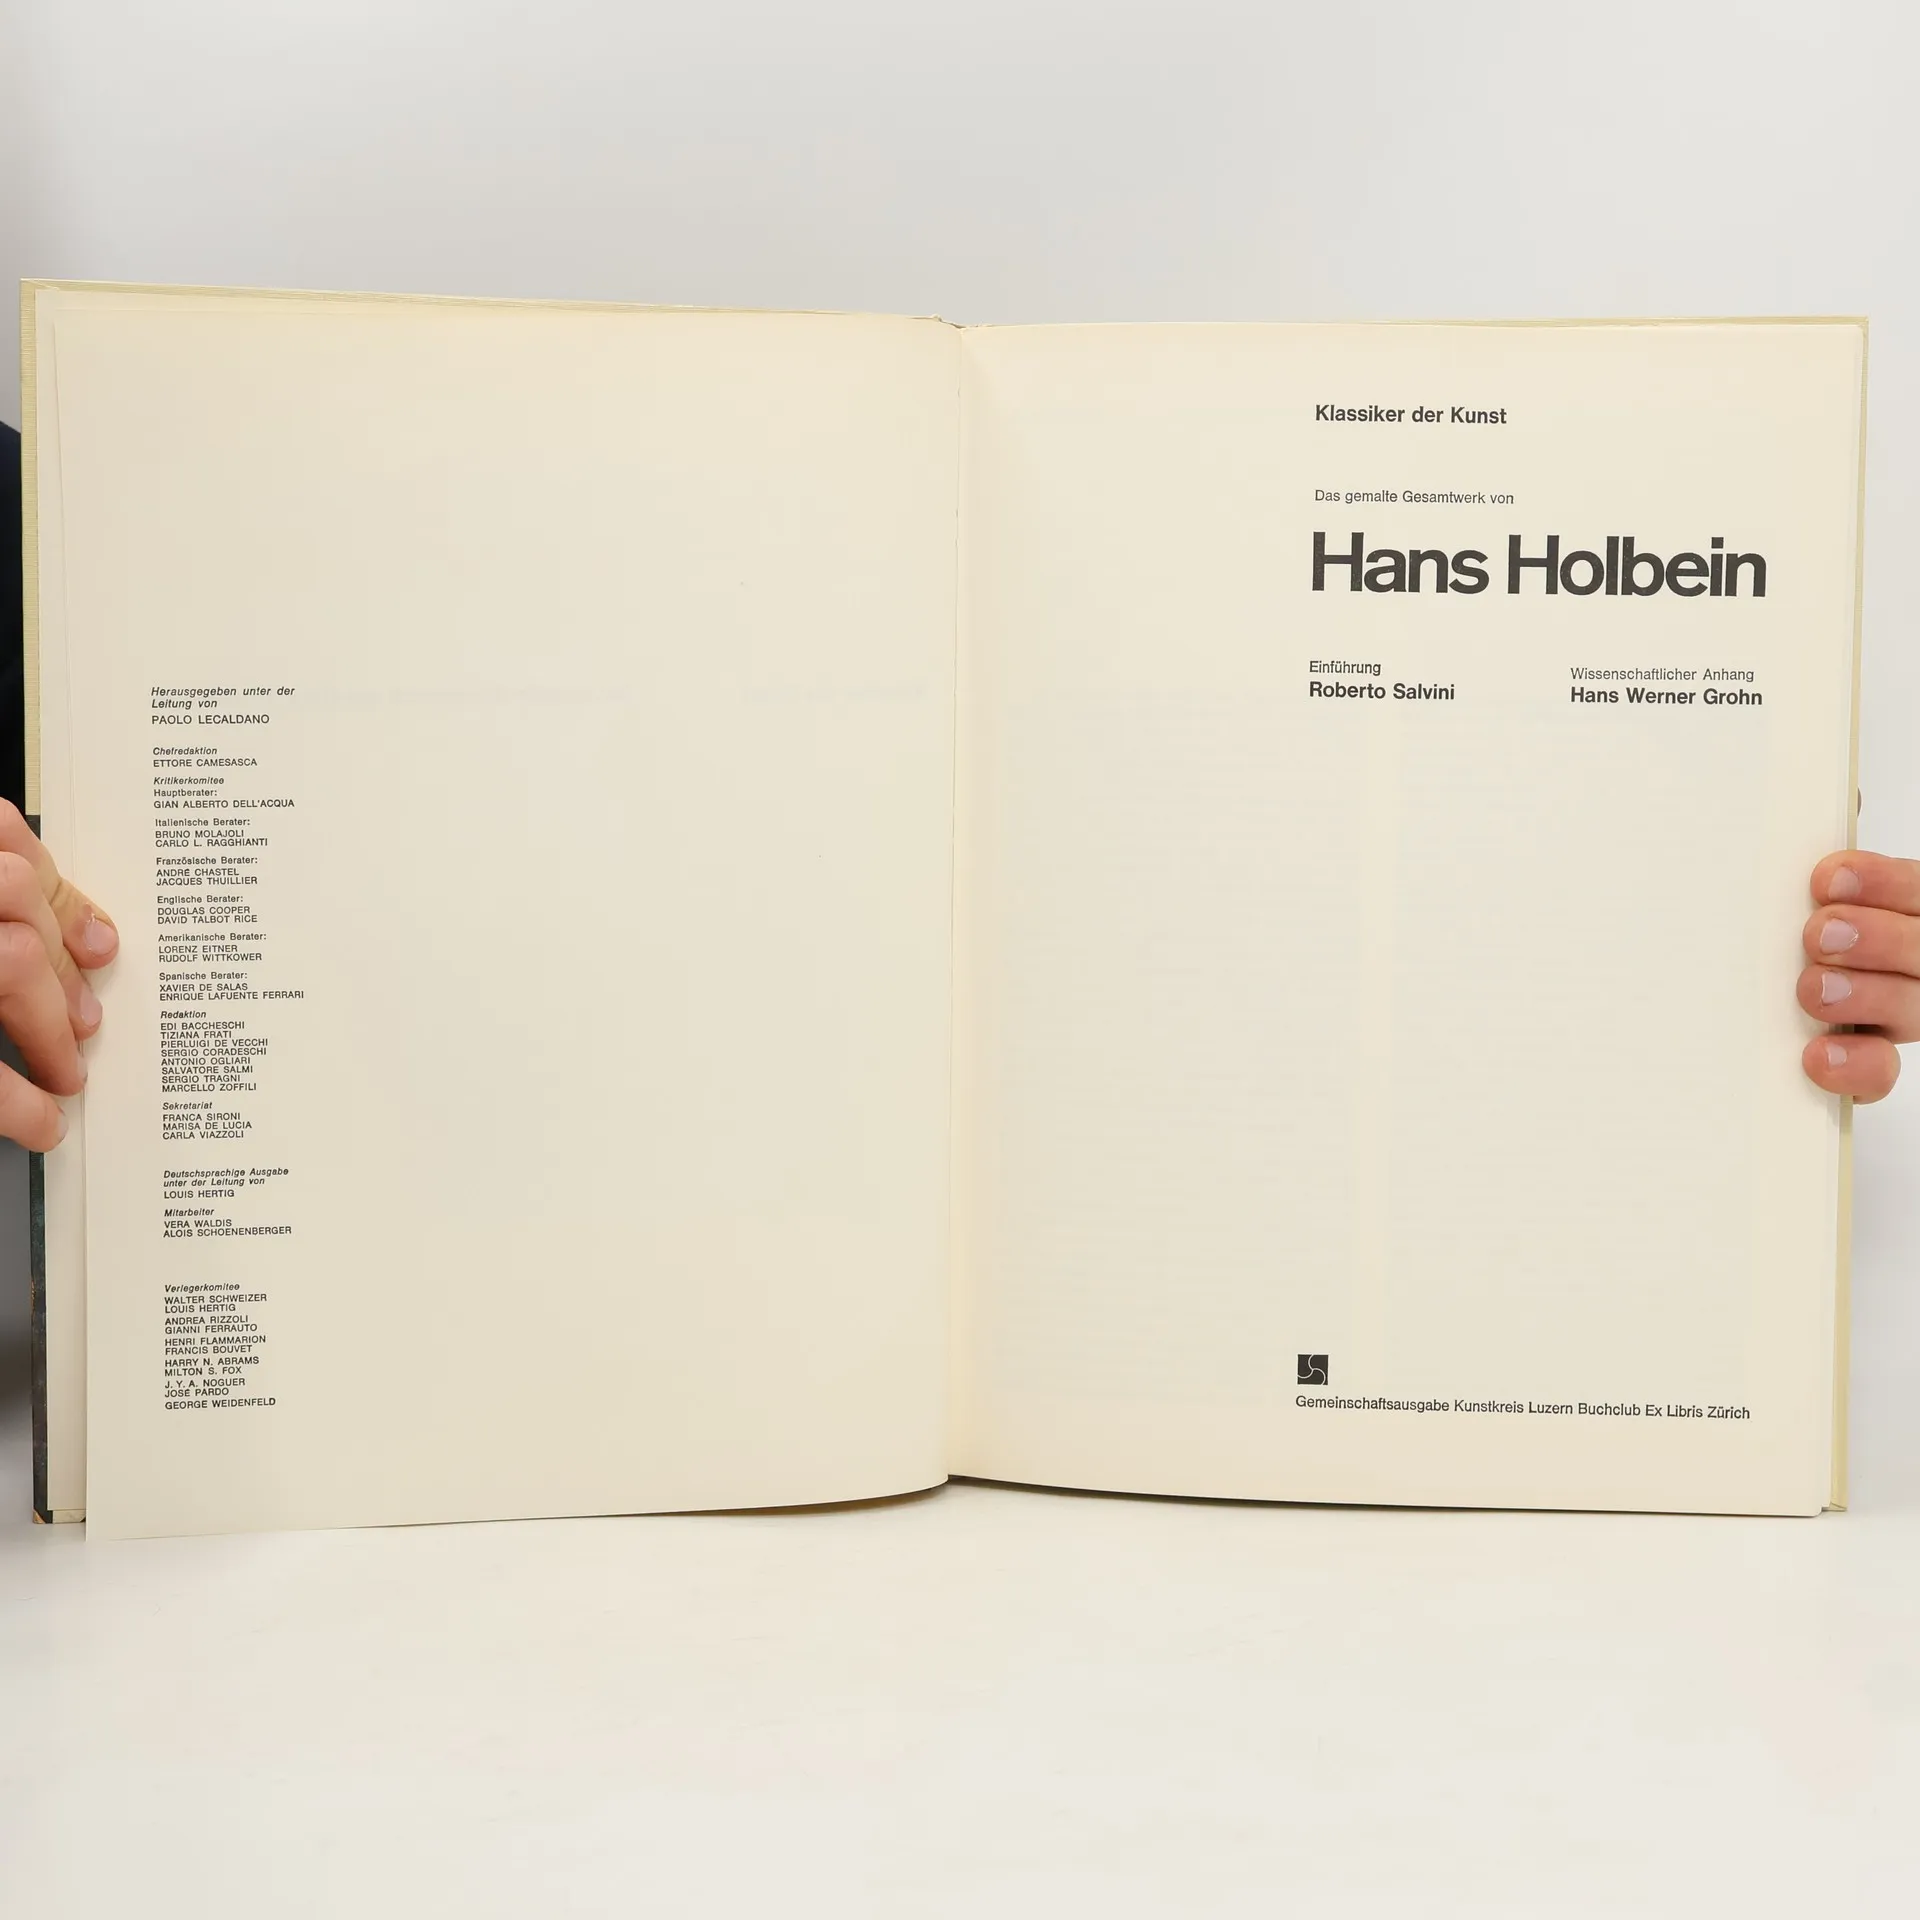 Herausgegeben unter der
Leitung von
PAOLO LECALDANO
Chefredaktion
ETTORE CAMESASCA
Kritikerkomitee
Hauptberater:
GIAN ALBERTO DELL'ACQUA
Italienische Berater:
BRUNO MOLAJOLI
CARLO L. RAGGHIANTI
Französische Berater:
ANDRÉ CHASTEL
JACQUES THUILLIER
Englische Berater:
DOUGLAS COOPER
DAVID TALBOT RICE
Amerikanische Berater:
LORENZ EITNER
RUDOLF WITTKOWER
Spanische Berater:
XAVIER DE SALAS
ENRIQUE LAFUENTE FERRARI
Redaktion
EDI BACCHESCHI
TIZIANA FRATI
PIERLUIGI DE VECCHI
SERGIO CORADESCHI
ANTONIO OGLIARI
SALVATORE SALMI
SERGIO TRAGNI
MARCELLO ZOFFILI
Sekretariat
FRANCA SIRONI
MARISA DE LUCIA
CARLA VIAZZOLI
Deutschsprachige Ausgabe
unter der Leitung von
LOUIS HERTIG
Mitarbeiter
VERA WALDIS
ALOIS SCHOENENBERGER
Verlegerkomitee
WALTER SCHWEIZER
LOUIS HERTIG
ANDREA RIZZOLI
GIANNI FERRAUTO
HENRI FLAMMARION
FRANCIS BOUVET
HARRY N. ABRAMS
MILTON S. FOX
J. Y. A. NOGUER
JOSÉ PARDO
GEORGE WEIDENFELD
Klassiker der Kunst
Das gemalte Gesamtwerk von
Hans Holbein
Einführung
Roberto Salvini
Wissenschaftlicher Anhang
Hans Werner Grohn
Gemeinschaftsausgabe Kunstkreis Luzern Buchclub Ex Libris Zürich